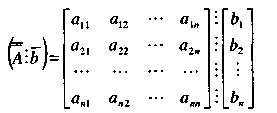 (A̿⋮b̅)=[a₁₁ a₁₂ ⋯ a₁ₙ ⋮ b₁]
[a₂₁ a₂₂ ⋯ a₂ₙ ⋮ b₂]
[⋯ ⋯ ⋯ ⋯ ⋮ ⋮]
[aₙ₁ aₙ₂ ⋯ aₙₙ ⋮ bₙ]